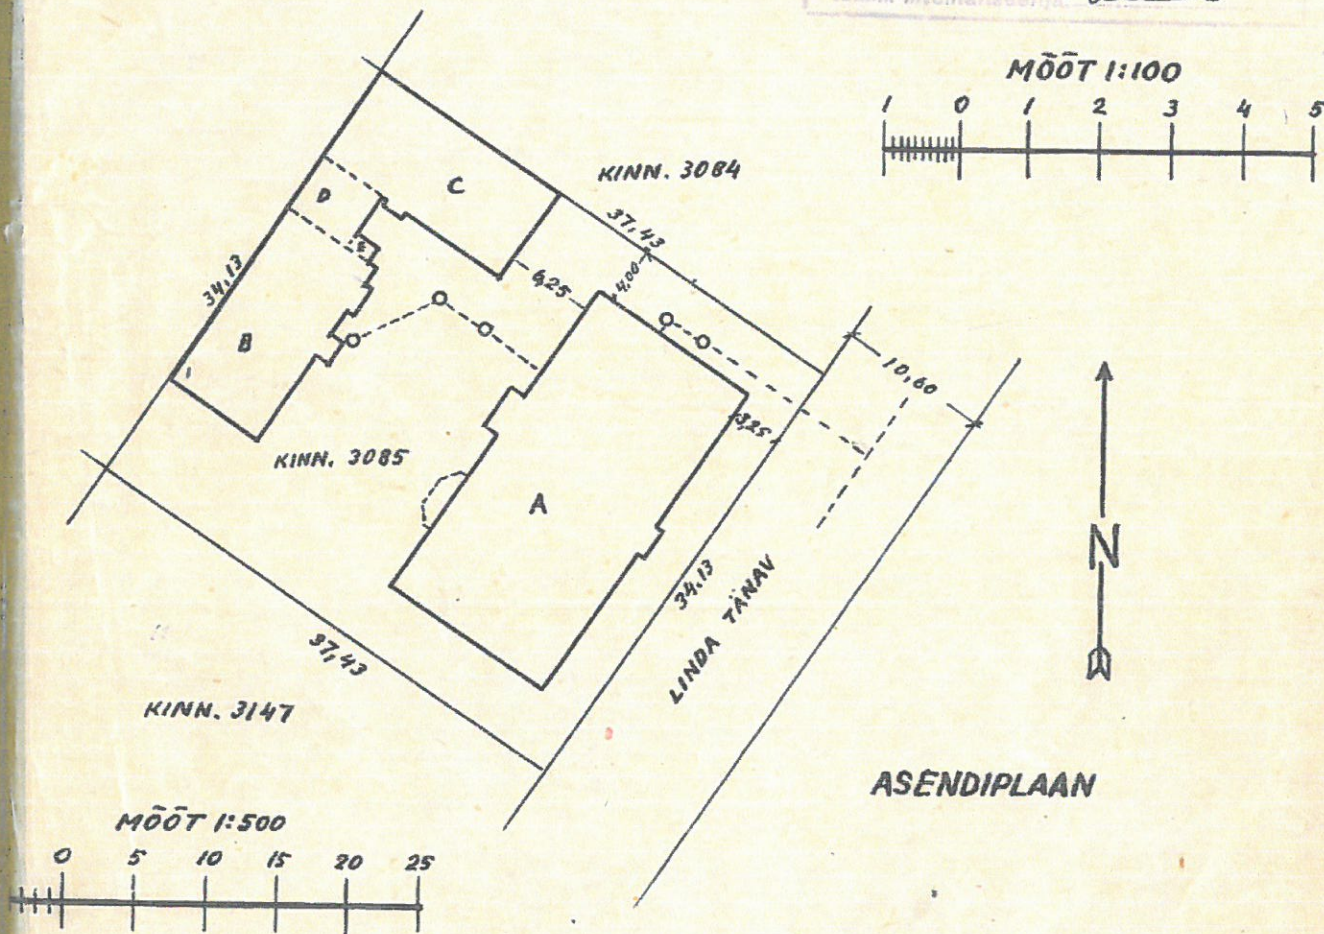 MÕÕT 1:100
1 0 1 2 3 4 5
KINN. 3084
C
D
E
37,43
4,00
6,25
34,13
B
10,60
3,25
KINN. 3085
A
N
34,13
LINDA TÄNAV
37,43
KINN. 3147
ASENDIPLAAN
MÕÕT 1:500
0 5 10 15 20 25